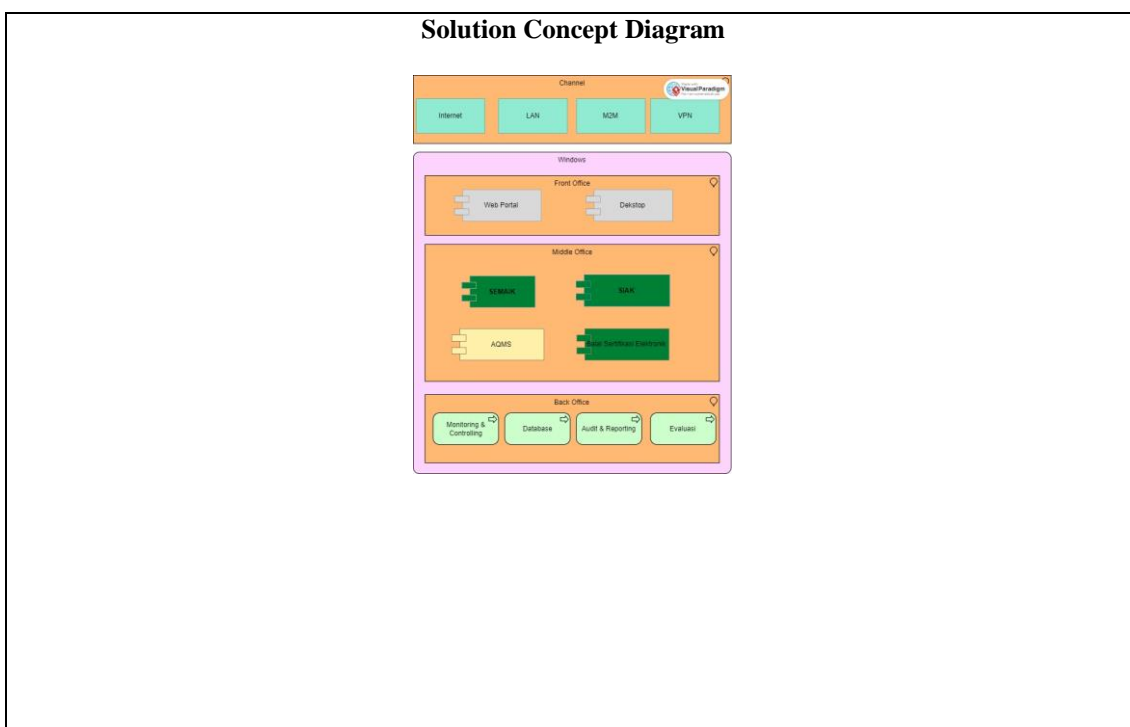 Solution Concept Diagram
Channel
Visual Paradigm
Internet
LAN
M2M
VPN
Windows
Front Office
Web Portal
Dekstop
Middle Office
SEMAIK
SIAK
AQMS
Balai Sertifikasi Elektronik
Back Office
Monitoring &
Controlling
Database
Audit & Reporting
Evaluasi